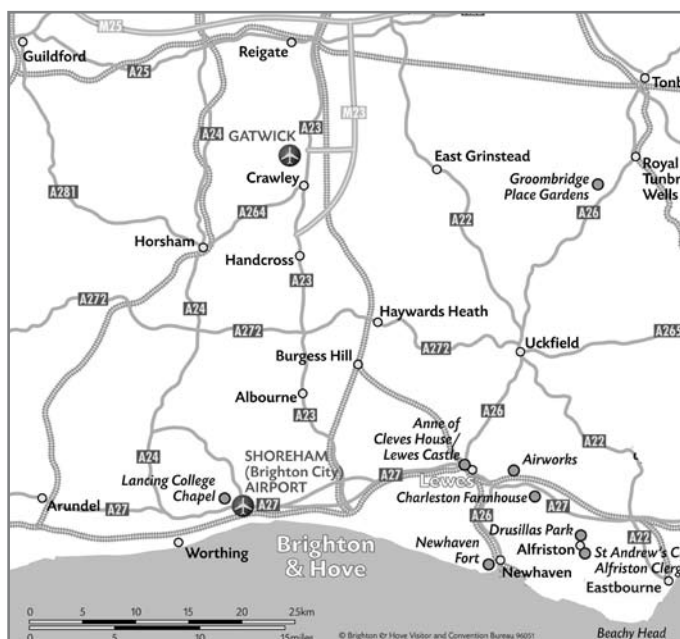 M25
Guildford
A25
Reigate
Tonb
A24
A23
M23
GATWICK
East Grinstead
Groombridge
Place Gardens
Royal
Tunbr
Wells
Crawley
A281
A264
A22
A26
Horsham
Handcross
A23
A24
A272
A272
Haywards Heath
A272
Uckfield
A265
Burgess Hill
Albourne
A23
A26
Anne of
Cleves House/
Lewes Castle
A22
A24
SHOREHAM
(Brighton City)
AIRPORT
Lancing College
Chapel
A27
Lewes
Airworks
Arundel
A27
A27
Charleston Farmhouse
A27
A26
Drusillas Park
A22
Worthing
Brighton
& Hove
Newhaven
Fort
Alfriston
St Andrew's C
Alfriston Clerg
Newhaven
Eastbourne
0 5 10 15 20 25km
0 5 10 15miles
© Brighton & Hove Visitor and Convention Bureau 96051
Beachy Head